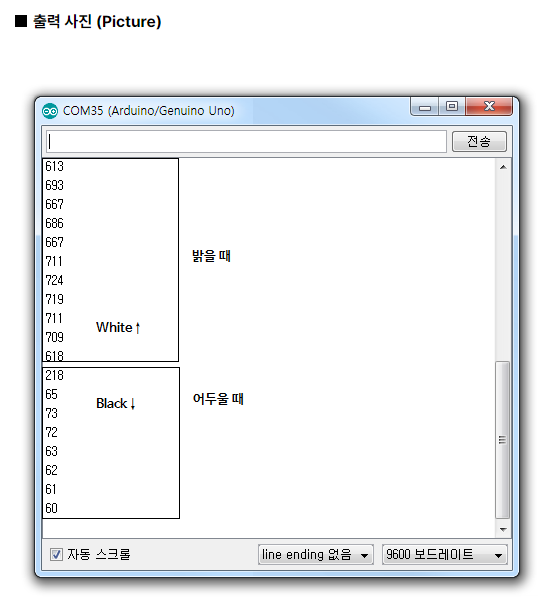 ■ 출력 사진 (Picture)
COM35 (Arduino/Genuino Uno)
전송
613
693
667
686
667
711
밝을 때
724
719
711
White↑
709
618
218
65
Black↓
어두울 때
73
72
63
62
61
60
자동 스크롤
line ending 없음
9600 보드레이트